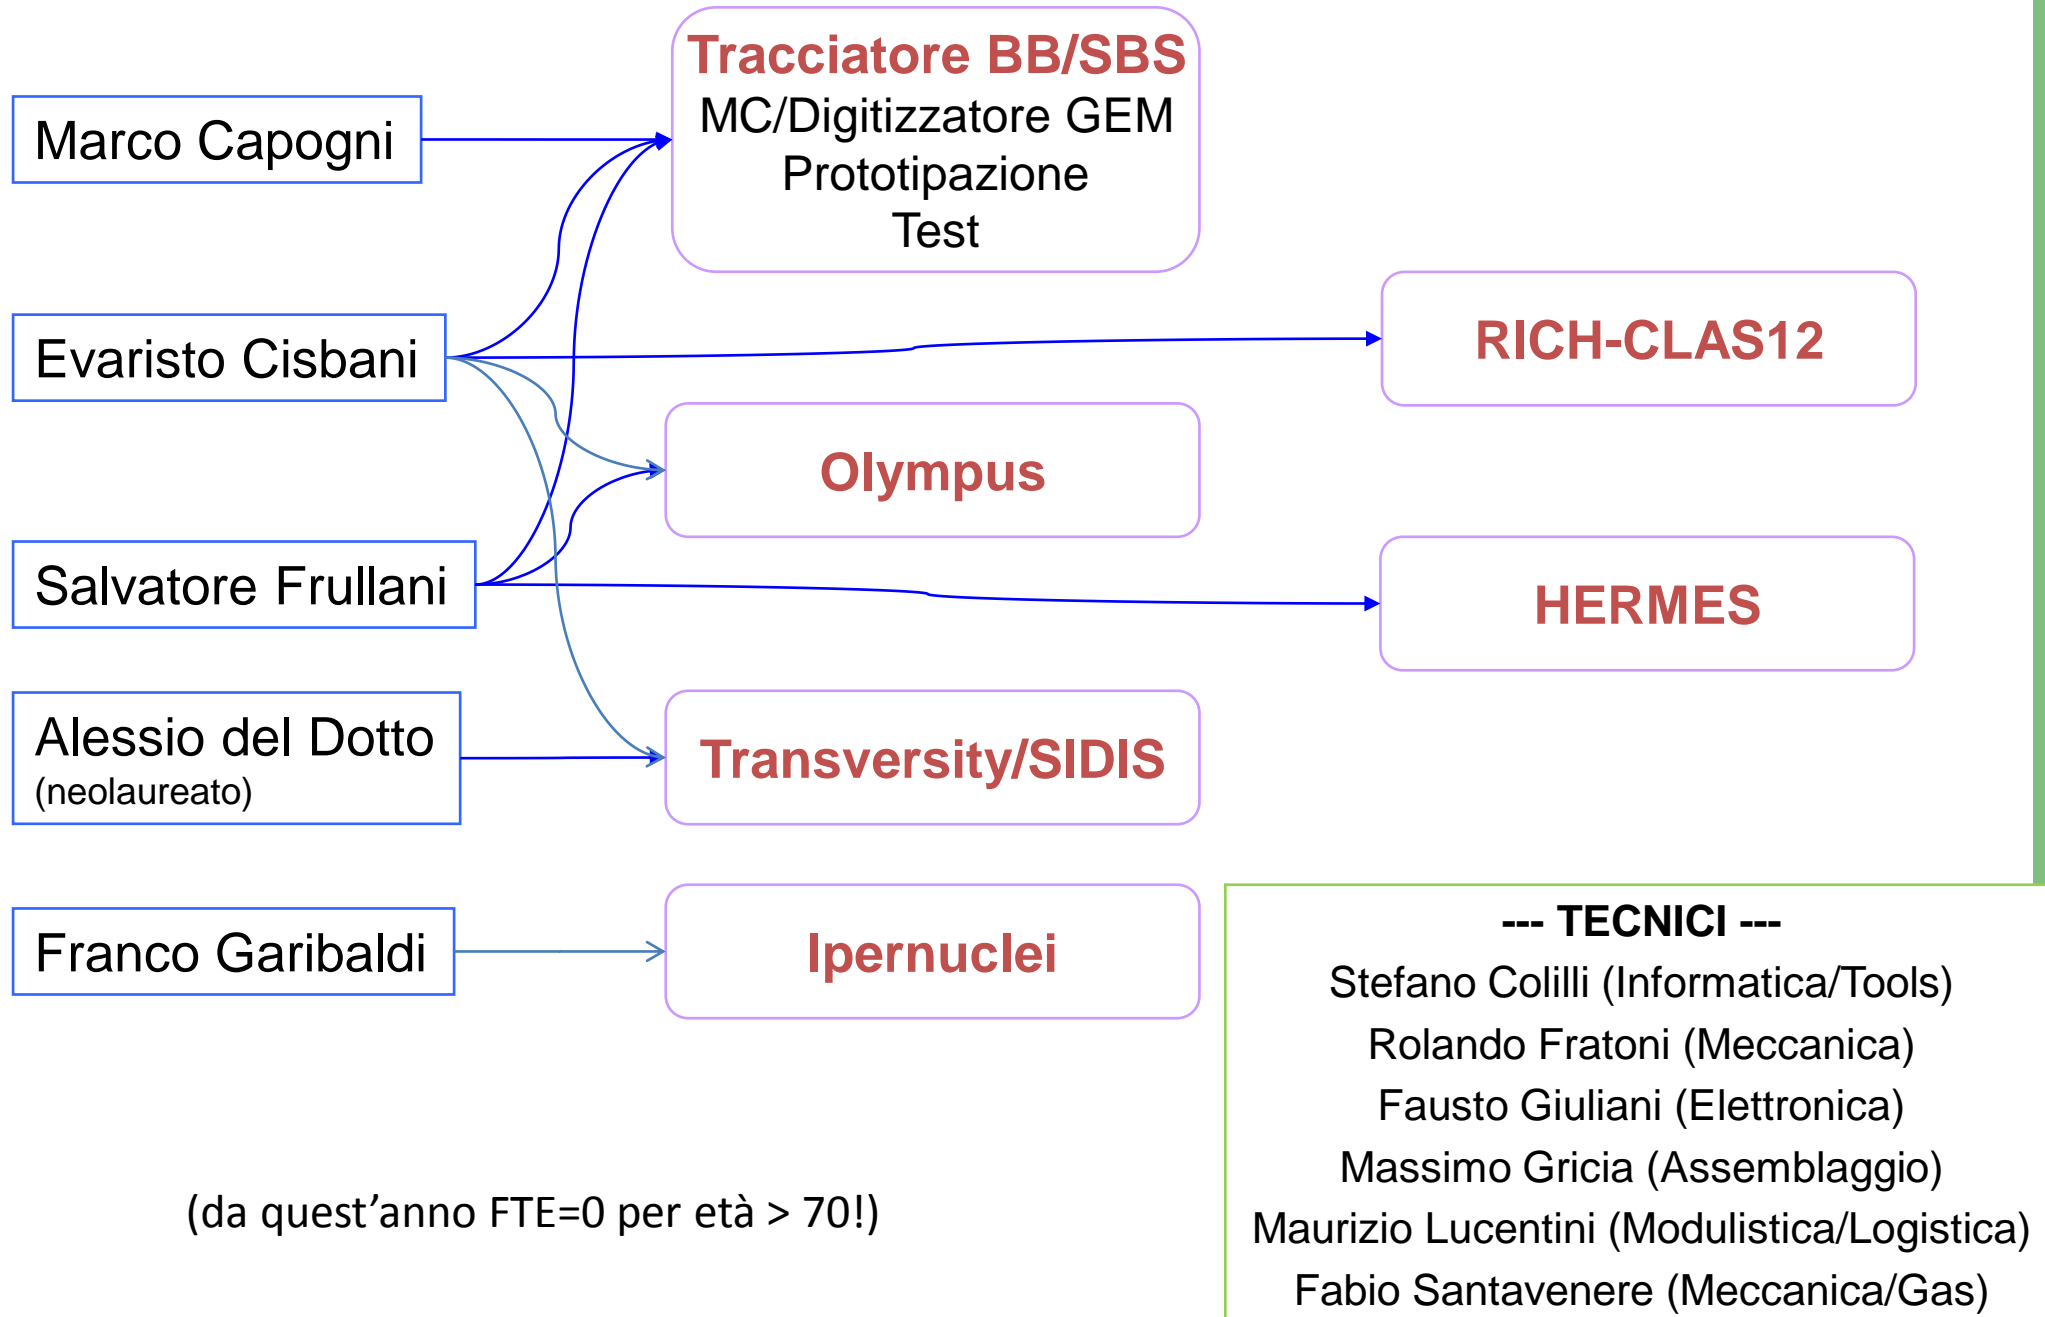 Tracciatore BB/SBS
MC/Digitizzatore GEM
Prototipazione
Test
Marco Capogni
Evaristo Cisbani
RICH-CLAS12
Olympus
Salvatore Frullani
HERMES
Alessio del Dotto
(neolaureato)
Transversity/SIDIS
Franco Garibaldi
Ipernuclei
--- TECNICI ---
Stefano Colilli (Informatica/Tools)
Rolando Fratoni (Meccanica)
Fausto Giuliani (Elettronica)
Massimo Gricia (Assemblaggio)
Maurizio Lucentini (Modulistica/Logistica)
Fabio Santavenere (Meccanica/Gas)
(da quest’anno FTE=0 per età > 70!)